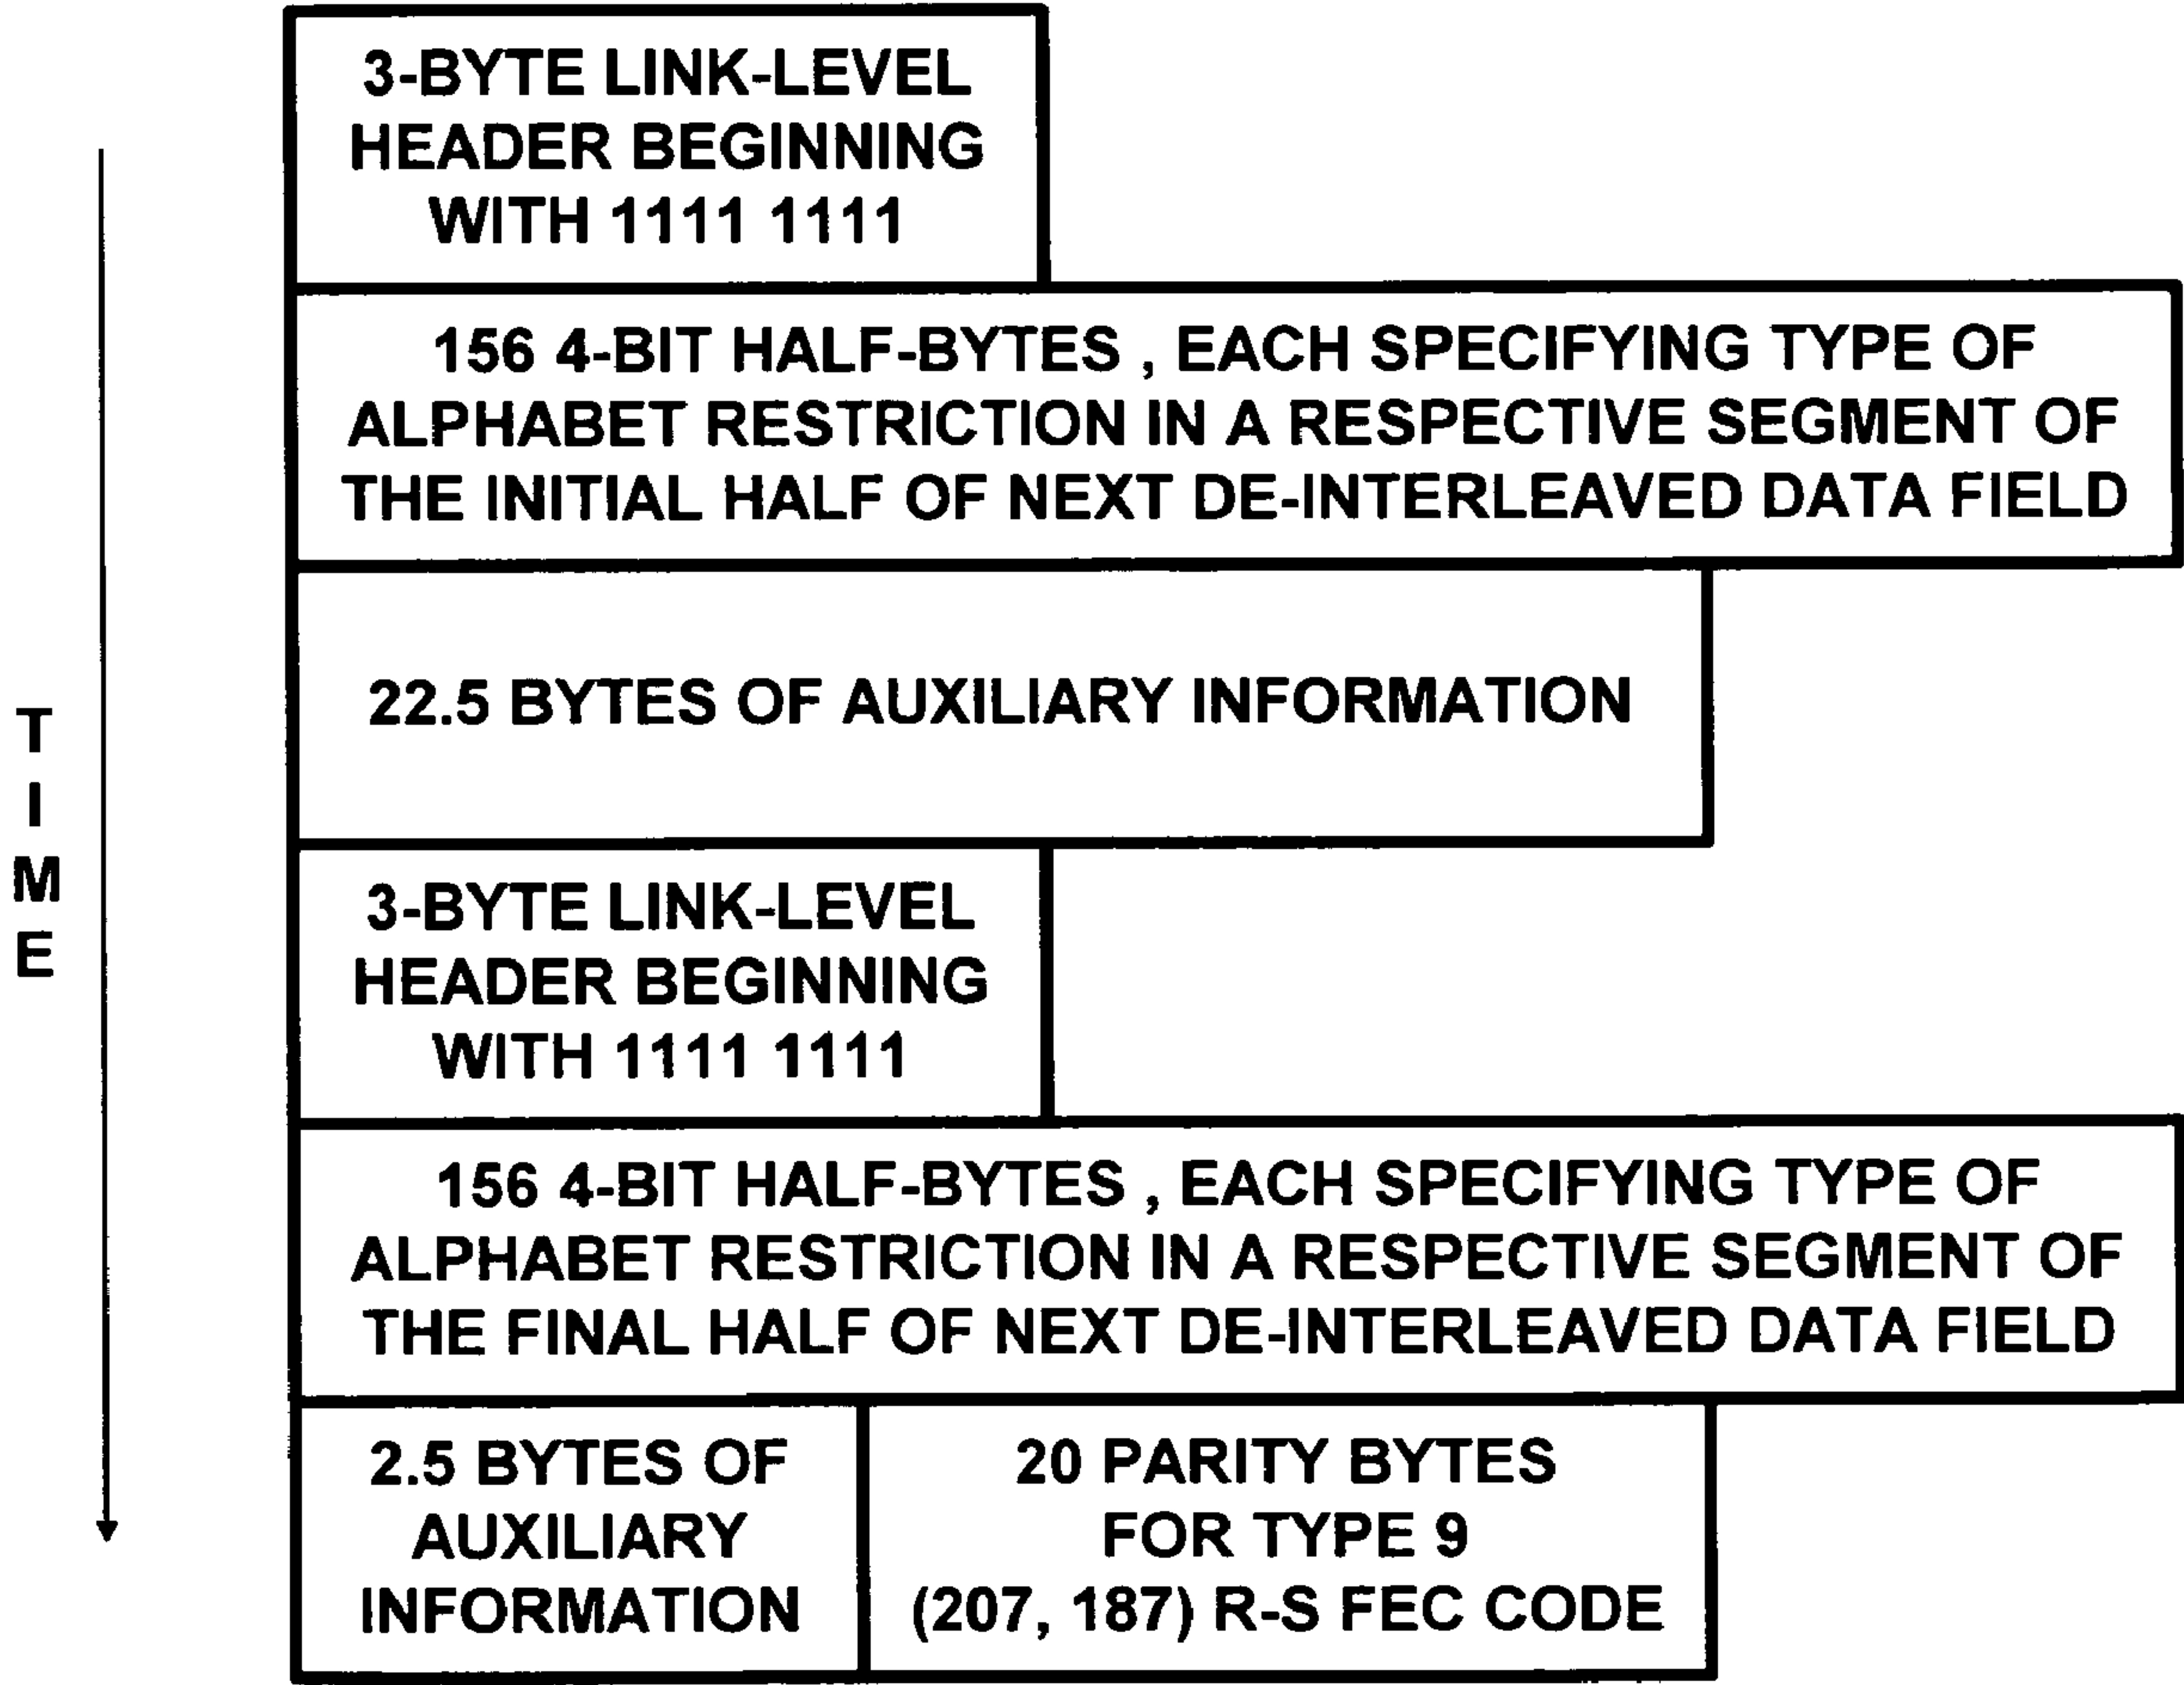 3-BYTE LINK-LEVEL
HEADER BEGINNING
WITH 1111 1111
156 4-BIT HALF-BYTES , EACH SPECIFYING TYPE OF
ALPHABET RESTRICTION IN A RESPECTIVE SEGMENT OF
THE INITIAL HALF OF NEXT DE-INTERLEAVED DATA FIELD
22.5 BYTES OF AUXILIARY INFORMATION
TIME
3-BYTE LINK-LEVEL
HEADER BEGINNING
WITH 1111 1111
156 4-BIT HALF-BYTES , EACH SPECIFYING TYPE OF
ALPHABET RESTRICTION IN A RESPECTIVE SEGMENT OF
THE FINAL HALF OF NEXT DE-INTERLEAVED DATA FIELD
2.5 BYTES OF
AUXILIARY
INFORMATION
20 PARITY BYTES
FOR TYPE 9
(207, 187) R-S FEC CODE